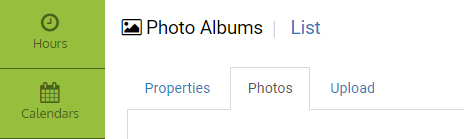 Hours
Calendars
Photo Albums | List
Properties Photos Upload